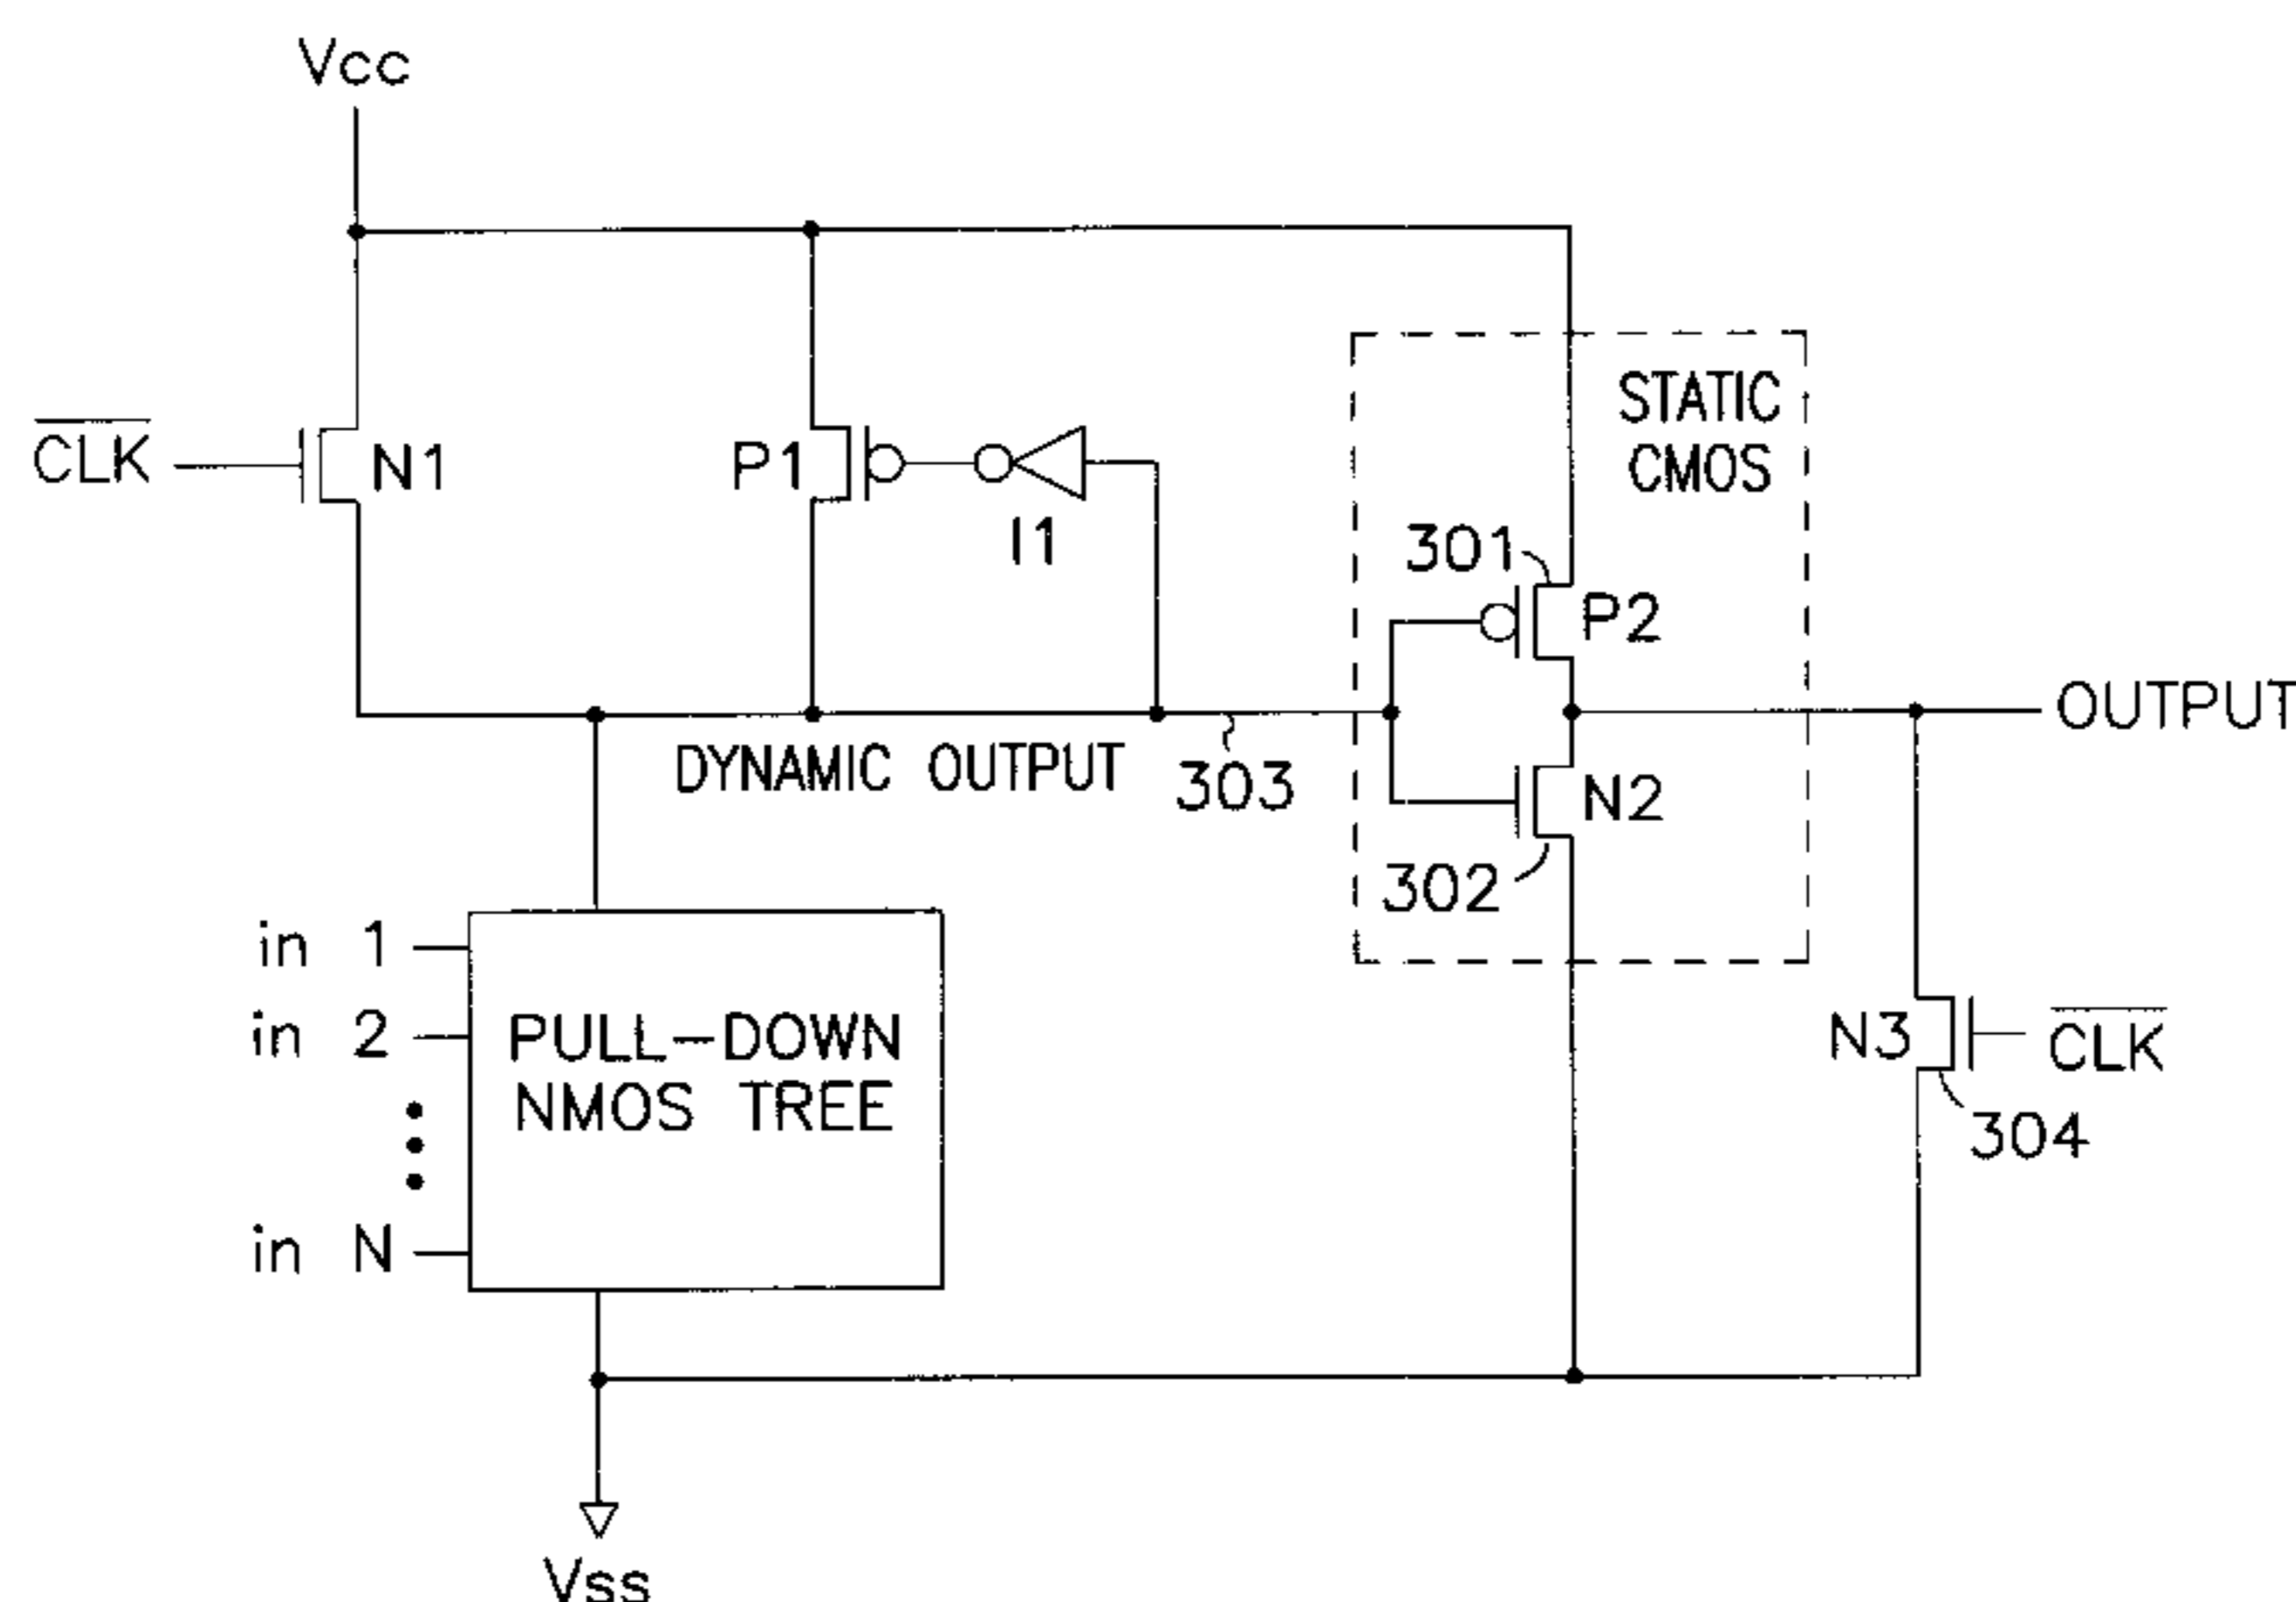 Vcc
CLK
N1
P1
I1
STATIC
CMOS
301
P2
OUTPUT
DYNAMIC OUTPUT
303
N2
302
in 1
in 2
in N
PULL-DOWN
NMOS TREE
N3
CLK
304
Vss